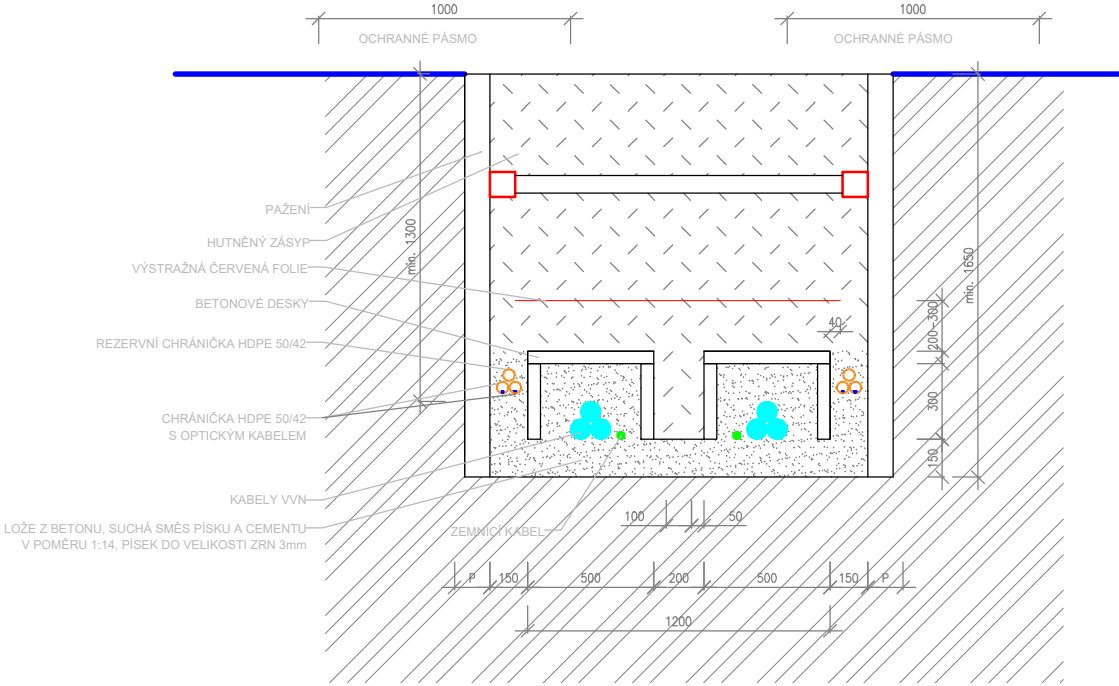 1000
1000
OCHRANNÉ PÁSMO
OCHRANNÉ PÁSMO
PAŽENÍ
HUTNĚNÝ ZÁSYP
VÝSTRAŽNÁ ČERVENÁ FOLIE
BETONOVÉ DESKY
REZERVNÍ CHRÁNIČKA HDPE 50/42
CHRÁNIČKA HDPE 50/42
S OPTICKÝM KABELEM
KABELY VVN
LOŽE Z BETONU, SUCHÁ SMĚS PÍSKU A CEMENTU
V POMĚRU 1:14, PÍSEK DO VELIKOSTI ZRN 3mm
ZEMNÍCÍ KABEL
min. 1300
min. 1650
40
200-300
300
150
100
50
P
150
500
200
500
150
P
1200